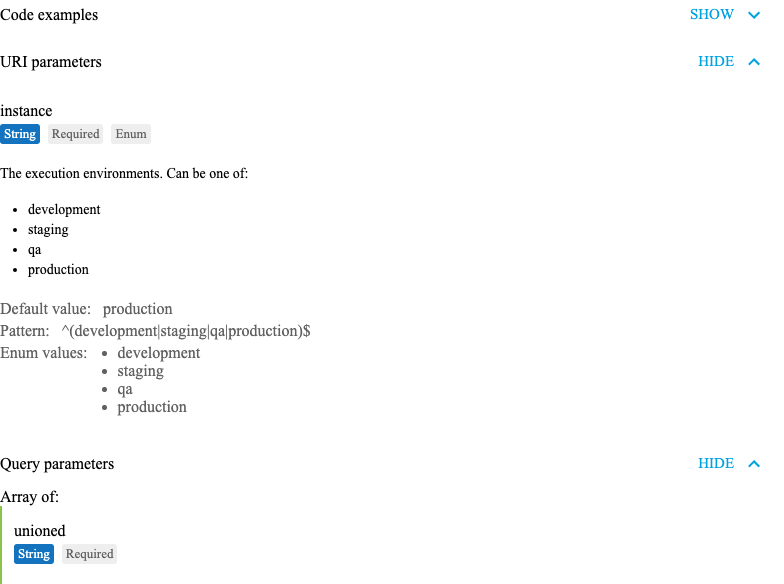 Code examples SHOW
URI parameters HIDE
instance
String Required Enum
The execution environments. Can be one of:
• development
• staging
• qa
• production
Default value: production
Pattern: ^(development|staging|qa|production)$
Enum values: • development
• staging
• qa
• production
Query parameters HIDE
Array of:
unioned
String Required